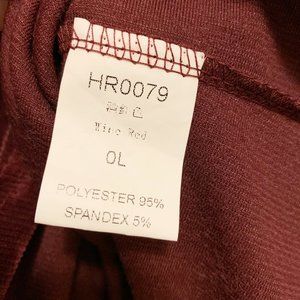 HR0079
Wine Red
0L
POLYESTER 95%
SPANDEX 5%